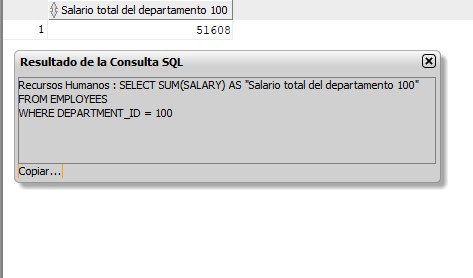 Salario total del departamento 100
1 51608
Resultado de la Consulta SQL
Recursos Humanos : SELECT SUM(SALARY) AS "Salario total del departamento 100"
FROM EMPLOYEES
WHERE DEPARTMENT_ID = 100
Copiar...